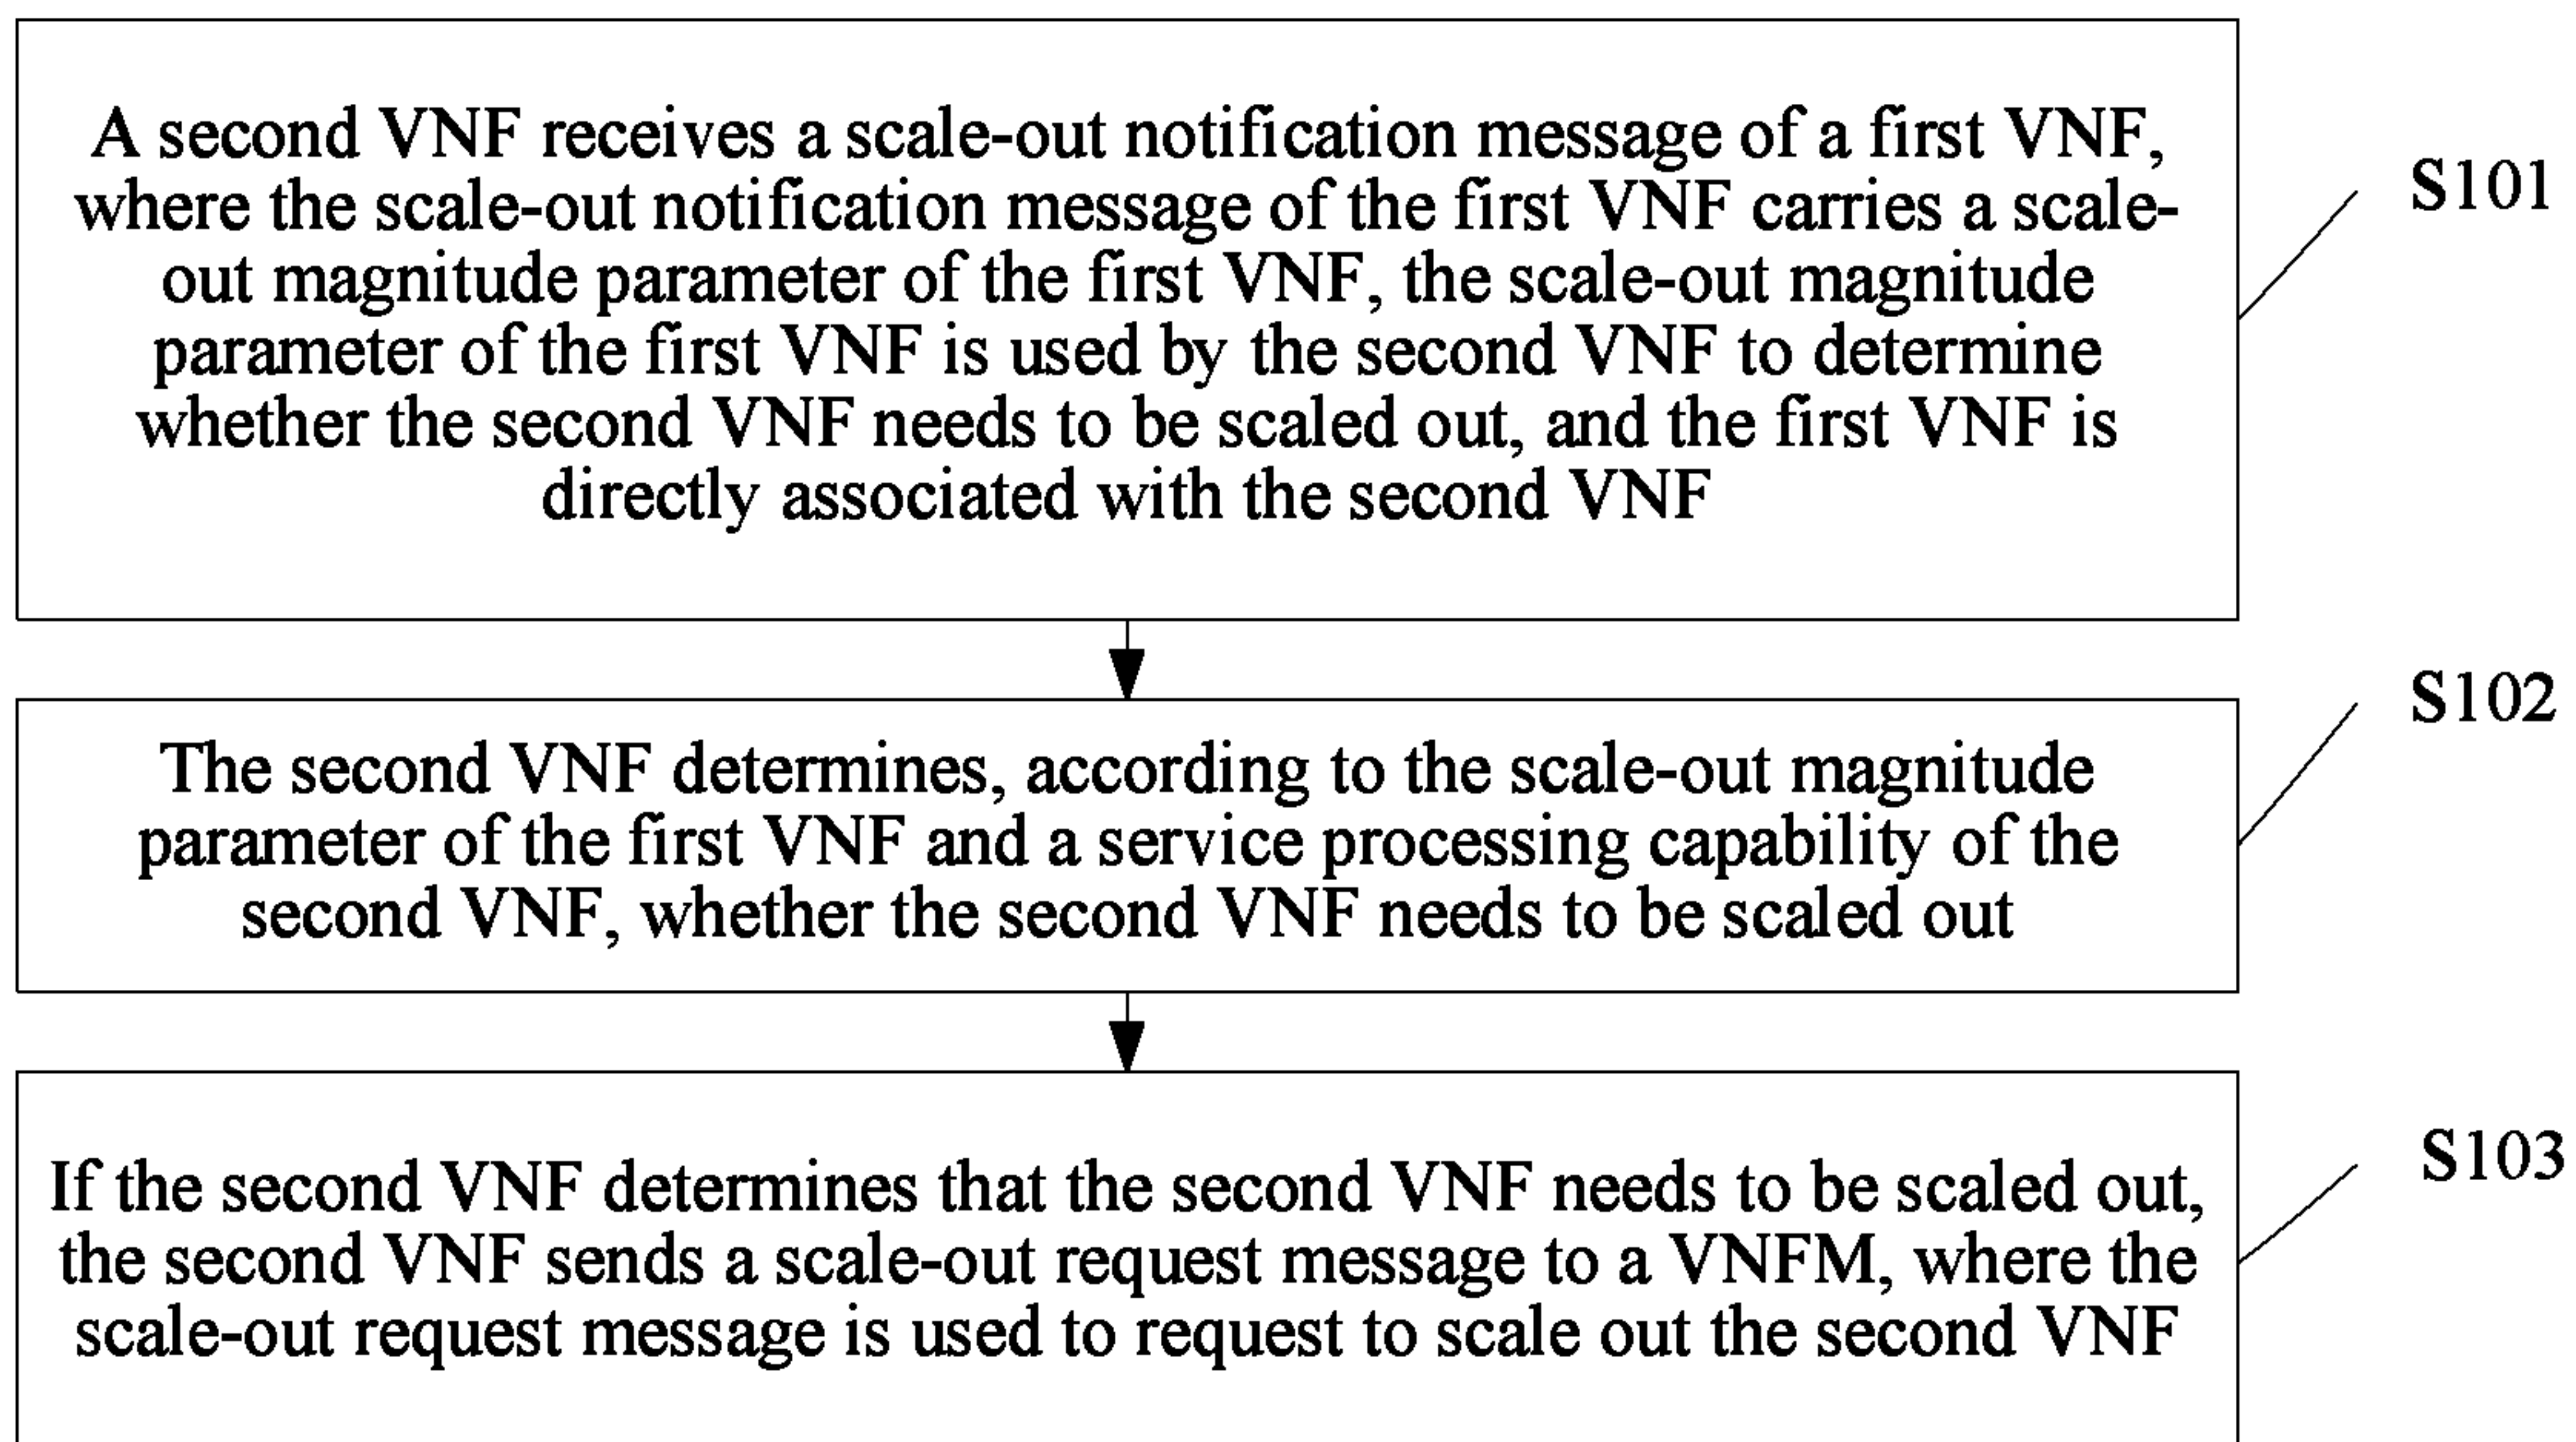 A second VNF receives a scale-out notification message of a first VNF,
where the scale-out notification message of the first VNF carries a scale-
out magnitude parameter of the first VNF, the scale-out magnitude
parameter of the first VNF is used by the second VNF to determine
whether the second VNF needs to be scaled out, and the first VNF is
directly associated with the second VNF
S101
The second VNF determines, according to the scale-out magnitude
parameter of the first VNF and a service processing capability of the
second VNF, whether the second VNF needs to be scaled out
S102
If the second VNF determines that the second VNF needs to be scaled out,
the second VNF sends a scale-out request message to a VNFM, where the
scale-out request message is used to request to scale out the second VNF
S103